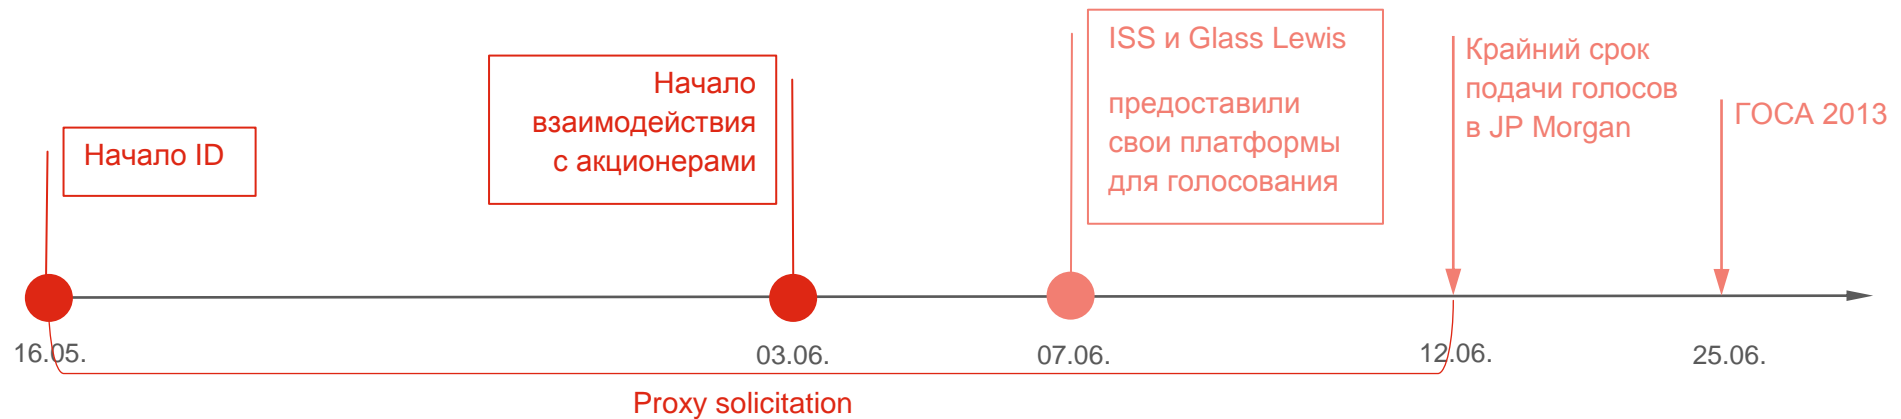 Начало ID
Начало
взаимодействия
с акционерами
ISS и Glass Lewis
предоставили
свои платформы
для голосования
Крайний срок
подачи голосов
в JP Morgan
ГОСА 2013
16.05.
03.06.
07.06.
12.06.
25.06.
Proxy solicitation